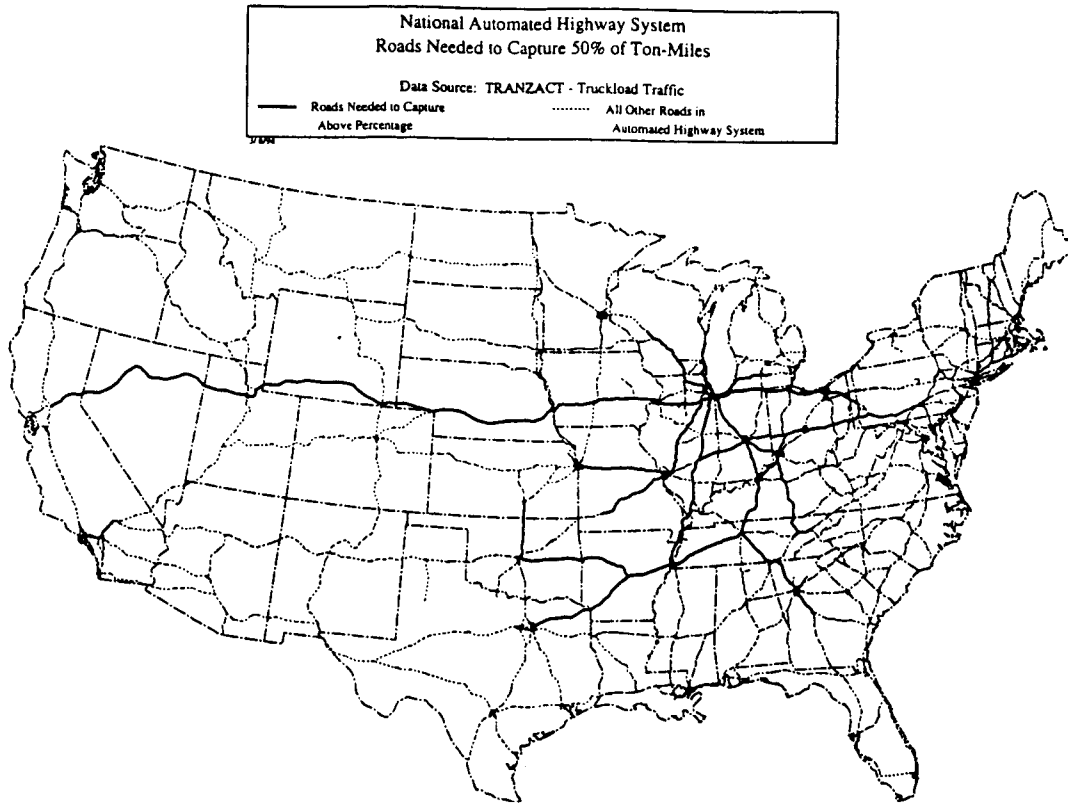 National Automated Highway System
Roads Needed to Capture 50% of Ton-Miles
Data Source: TRANZACT - Truckload Traffic
Roads Needed to Capture
Above Percentage
All Other Roads in
Automated Highway System